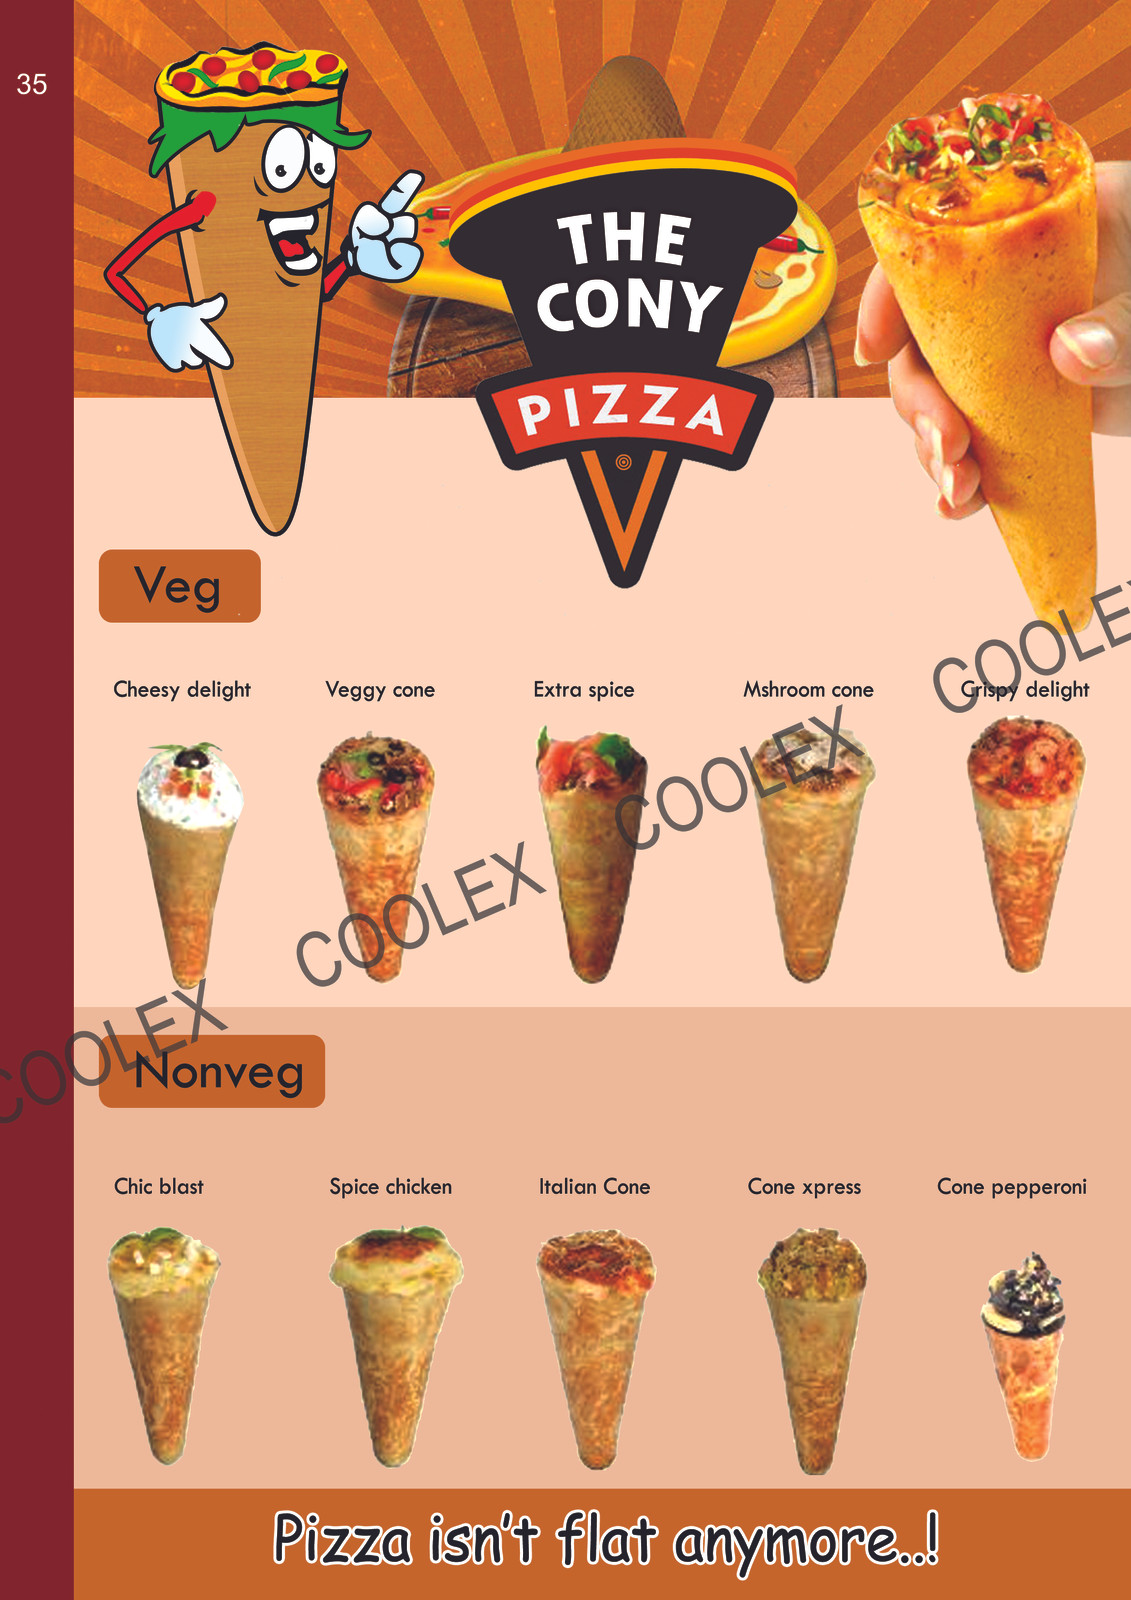 35
THE
CONY
PIZZA
Veg
Cheesy delight
Veggy cone
Extra spice
Mshroom cone
Crispy delight
COOLEX
COOLEX
COOLEX
COOLEX
Nonveg
Chic blast
Spice chicken
Italian Cone
Cone xpress
Cone pepperoni
Pizza isn't flat anymore..!